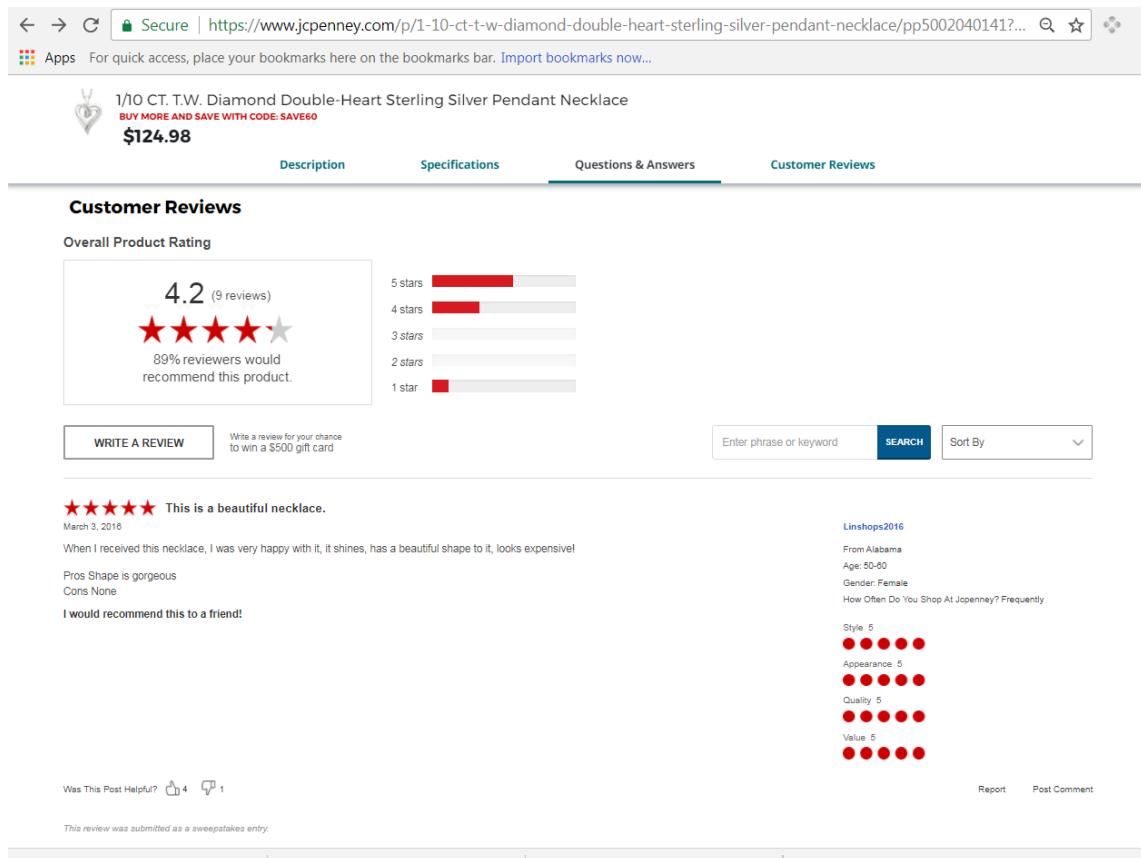 Secure | https://www.jcpenney.com/p/1-10-ct-t-w-diamond-double-heart-sterling-silver-pendant-necklace/pp5002040141?...
Apps For quick access, place your bookmarks here on the bookmarks bar. Import bookmarks now...
1/10 CT. T.W. Diamond Double-Heart Sterling Silver Pendant Necklace
BUY MORE AND SAVE WITH CODE: SAVE60
$124.98
Description Specifications Questions & Answers Customer Reviews
Customer Reviews
Overall Product Rating
4.2 (9 reviews)
89% reviewers would
recommend this product.
5 stars
4 stars
3 stars
2 stars
1 star
WRITE A REVIEW
Write a review for your chance
to win a $500 gift card
Enter phrase or keyword SEARCH Sort By
This is a beautiful necklace.
March 3, 2016
When I received this necklace, I was very happy with it, it shines, has a beautiful shape to it, looks expensive!
Pros Shape is gorgeous
Cons None
I would recommend this to a friend!
Linshops2016
From Alabama
Age: 50-60
Gender: Female
How Often Do You Shop At Jcpenney? Frequently
Style 5
Appearance 5
Quality 5
Value 5
Was This Post Helpful? 4 1
Report Post Comment
This review was submitted as a sweepstakes entry.